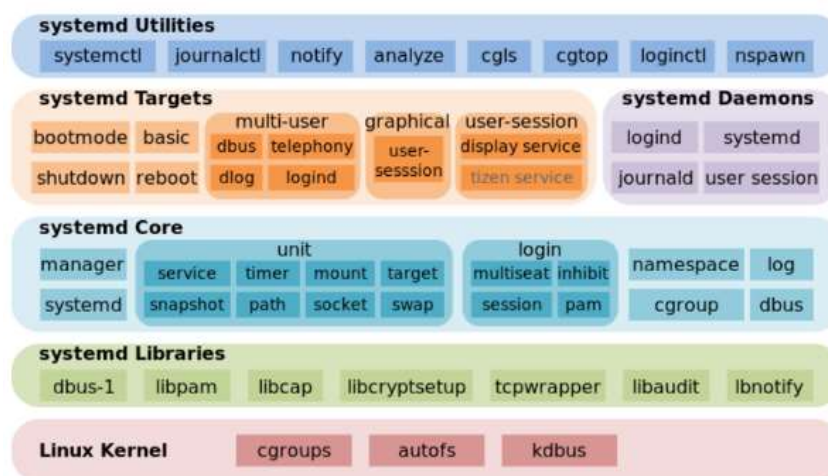 systemd Utilities
systemctl journalctl notify analyze cgls cgtop loginctl nspawn
systemd Targets
bootmode basic
shutdown reboot
multi-user
dbus telephony
dlog logind
graphical
user-
sesssion
user-session
display service
tizen service
systemd Daemons
logind systemd
journald user session
systemd Core
manager
systemd
unit
service timer mount target
snapshot path socket swap
login
multiseat inhibit
session pam
namespace log
cgroup dbus
systemd Libraries
dbus-1 libpam libcap libcryptsetup tcpwrapper libaudit lbnotify
Linux Kernel cgroups autofs kdbus